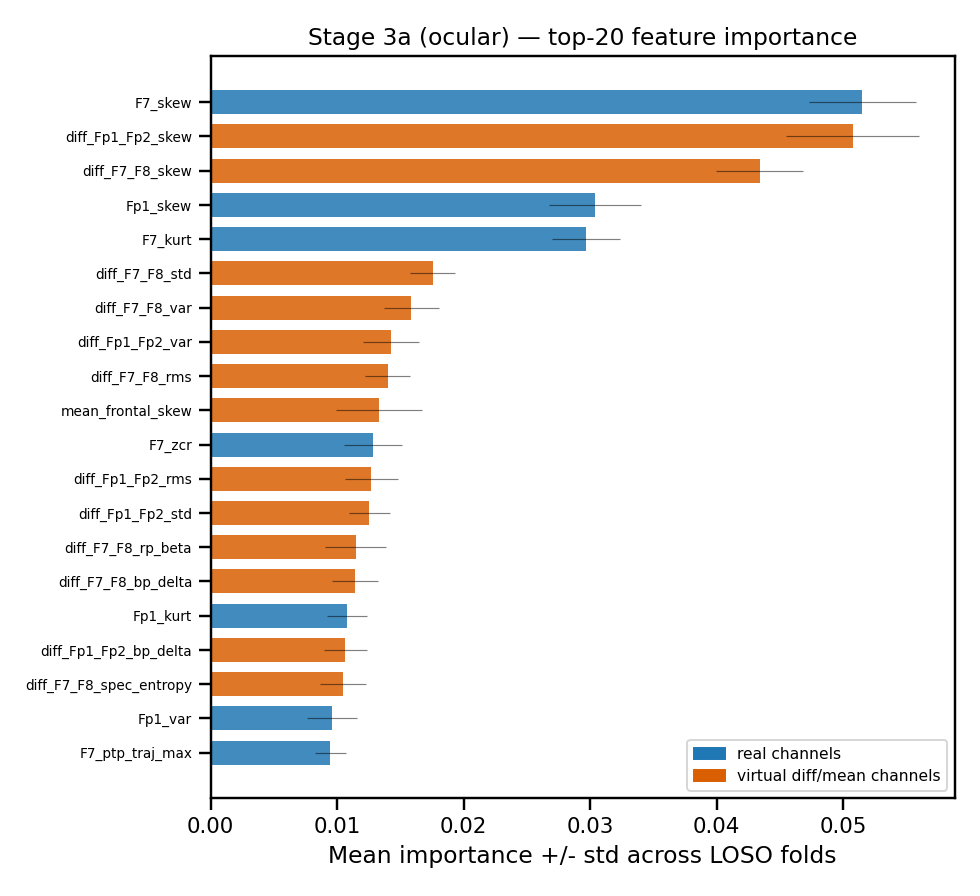 Stage 3a (ocular) — top-20 feature importance
F7_skew
diff_Fp1_Fp2_skew
diff_F7_F8_skew
Fp1_skew
F7_kurt
diff_F7_F8_std
diff_F7_F8_var
diff_Fp1_Fp2_var
diff_F7_F8_rms
mean_frontal_skew
F7_zcr
diff_Fp1_Fp2_rms
diff_Fp1_Fp2_std
diff_F7_F8_rp_beta
diff_F7_F8_bp_delta
Fp1_kurt
diff_Fp1_Fp2_bp_delta
diff_F7_F8_spec_entropy
Fp1_var
F7_ptp_traj_max
real channels
virtual diff/mean channels
0.00 0.01 0.02 0.03 0.04 0.05
Mean importance +/- std across LOSO folds